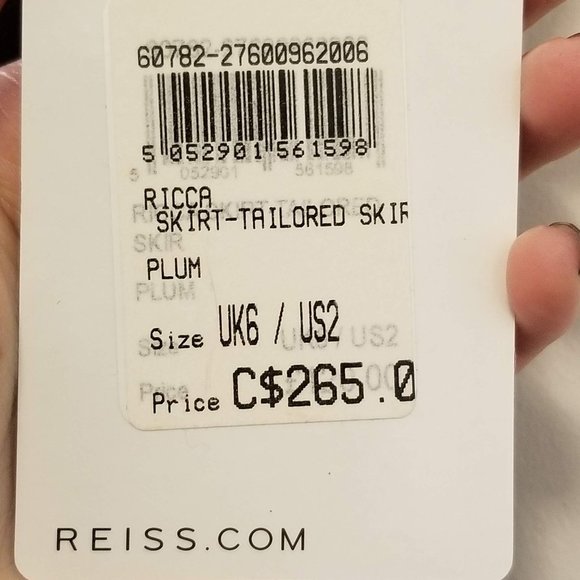 60782-27600962006
5 052901 561598
RICCA
SKIRT-TAILORED SKIR
PLUM
Size UK6 / US2
Price C$265.0
REISS.COM